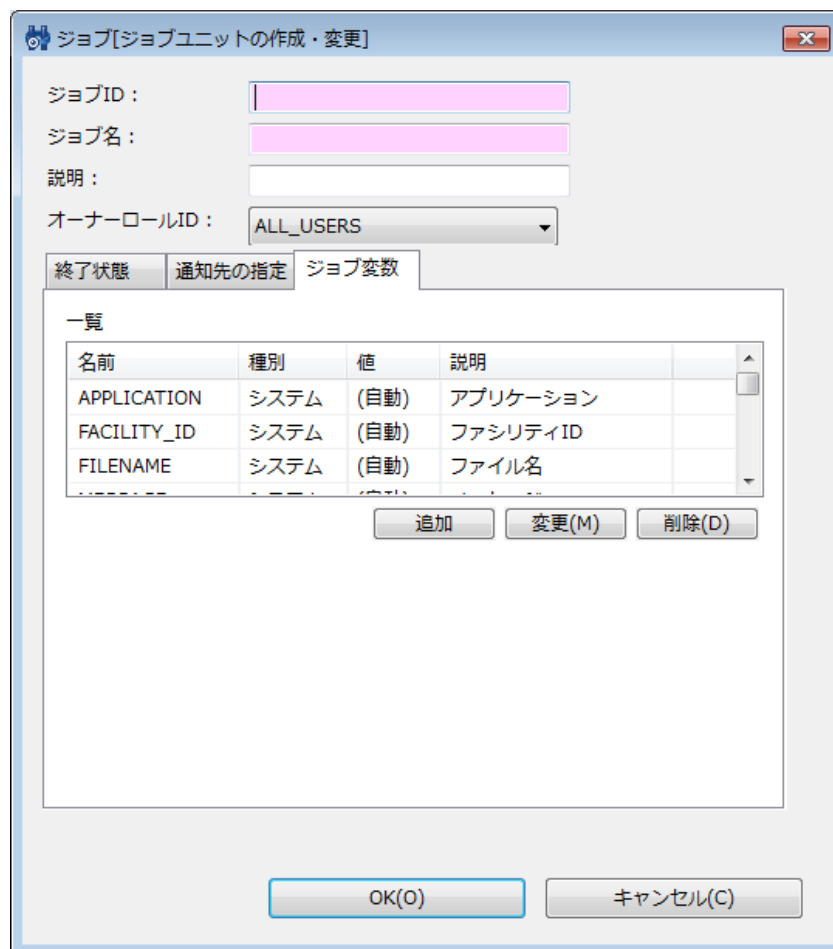 ジョブ[ジョブユニットの作成・変更]
ジョブID：
ジョブ名：
説明：
オーナーロールID： ALL_USERS
終了状態 通知先の指定 ジョブ変数
一覧
名前 種別 値 説明
APPLICATION システム (自動) アプリケーション
FACILITY_ID システム (自動) ファシリティID
FILENAME システム (自動) ファイル名
追加 変更(M) 削除(D)
OK(O) キャンセル(C)